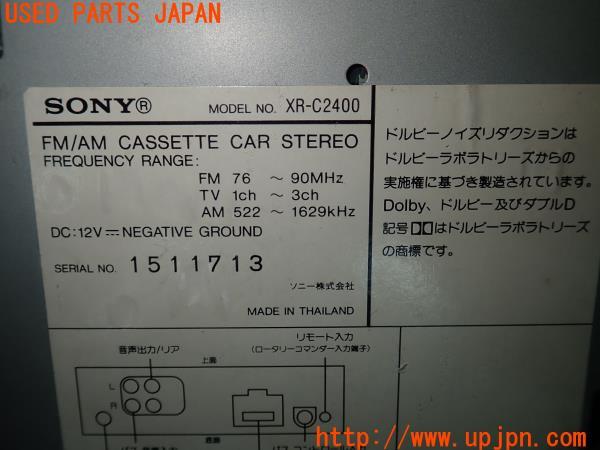 USED PARTS JAPAN
SONY®
MODEL NO. XR-C2400
FM/AM CASSETTE CAR STEREO
FREQUENCY RANGE:
FM 76 ～ 90MHz
TV 1ch ～ 3ch
AM 522 ～ 1629kHz
DC:12V⎓NEGATIVE GROUND
SERIAL NO. 1511713
ソニー株式会社
MADE IN THAILAND
ドルビーノイズリダクションは
ドルビーラボラトリーズからの
実施権に基づき製造されています。
Dolby、ドルビー及びダブルD
記号はドルビーラボラトリーズ
の商標です。
リモート入力
(ロータリーコマンダー入力端子)
音声出力/リア
上面
L
R
底面
http://www.upjpn.com